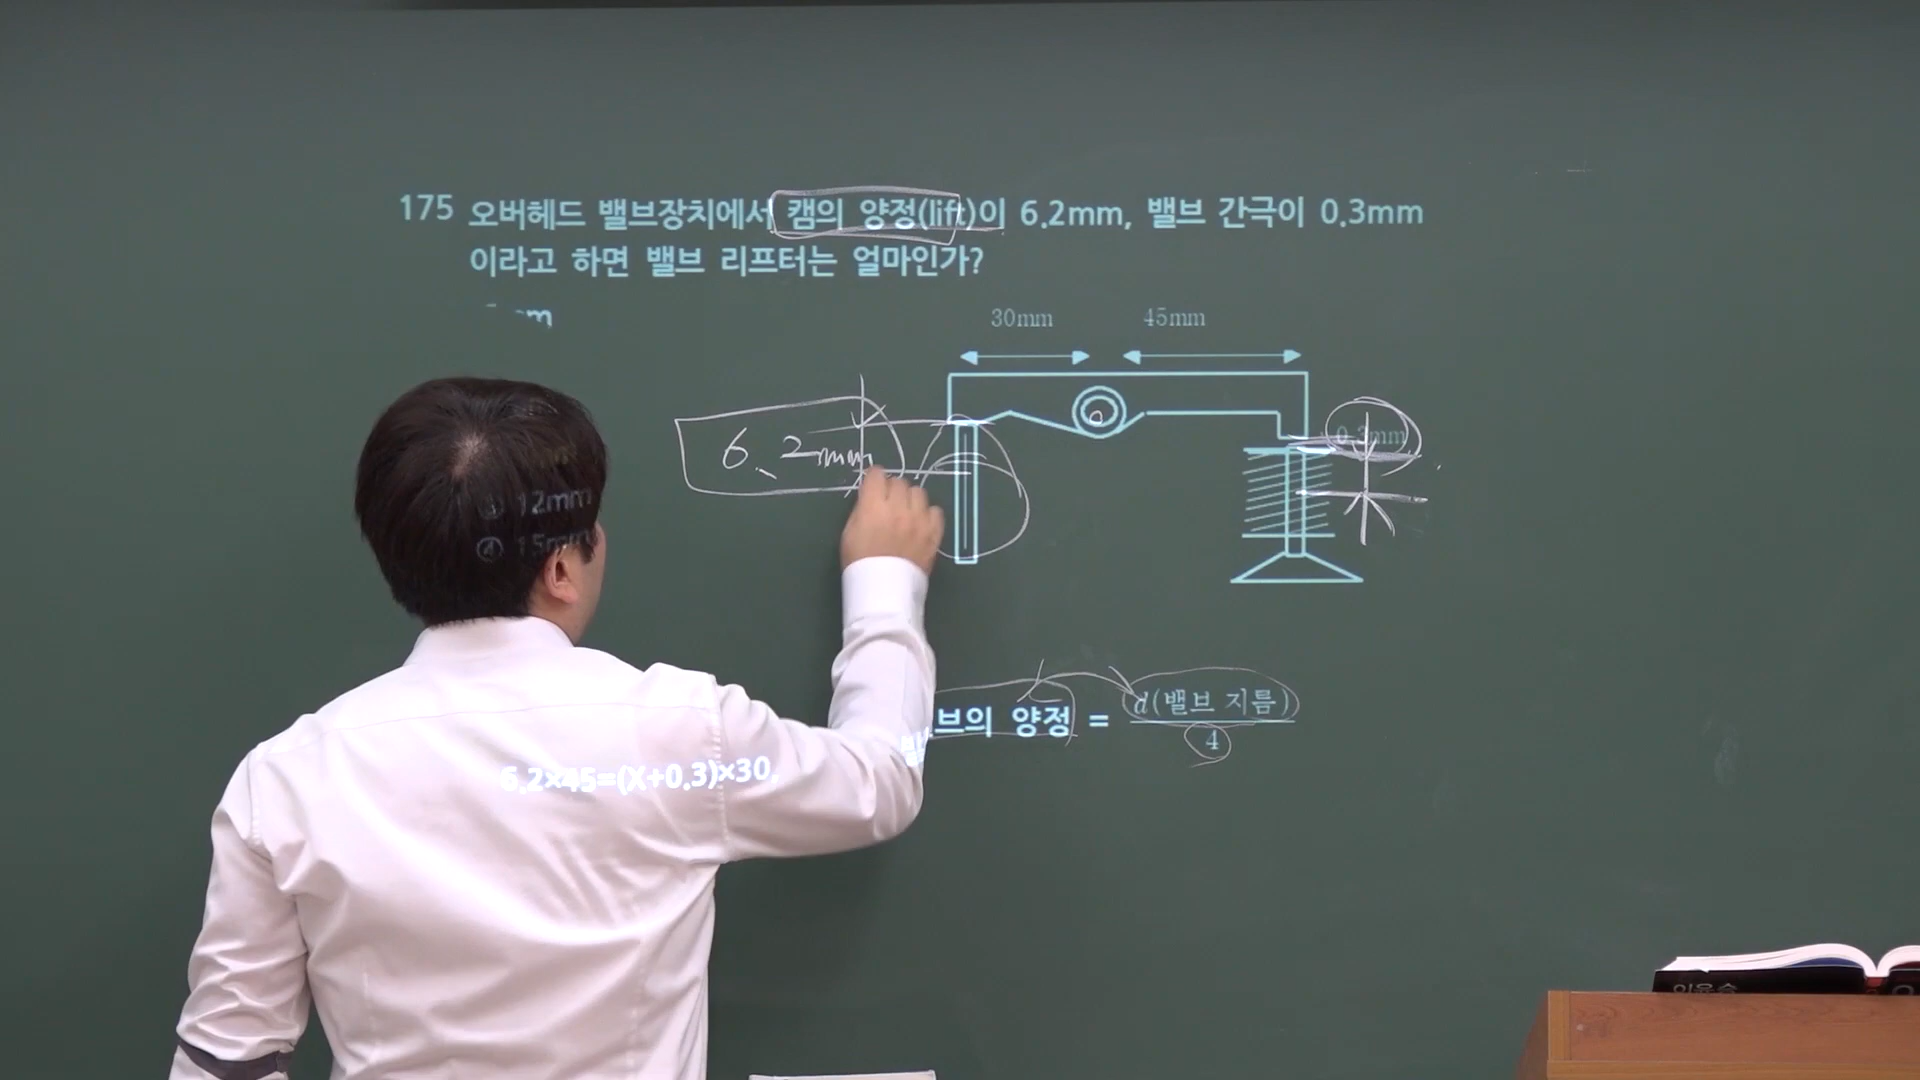 175 오버헤드 밸브장치에서 캠의 양정(lift)이 6.2mm, 밸브 간극이 0.3mm
이라고 하면 밸브 리프터는 얼마인가?
30mm 45mm
6.2mm
0.3mm
③ 12mm
④ 15mm
브의 양정 = d(밸브 지름)
4
6.2×45=(X+0.3)×30,